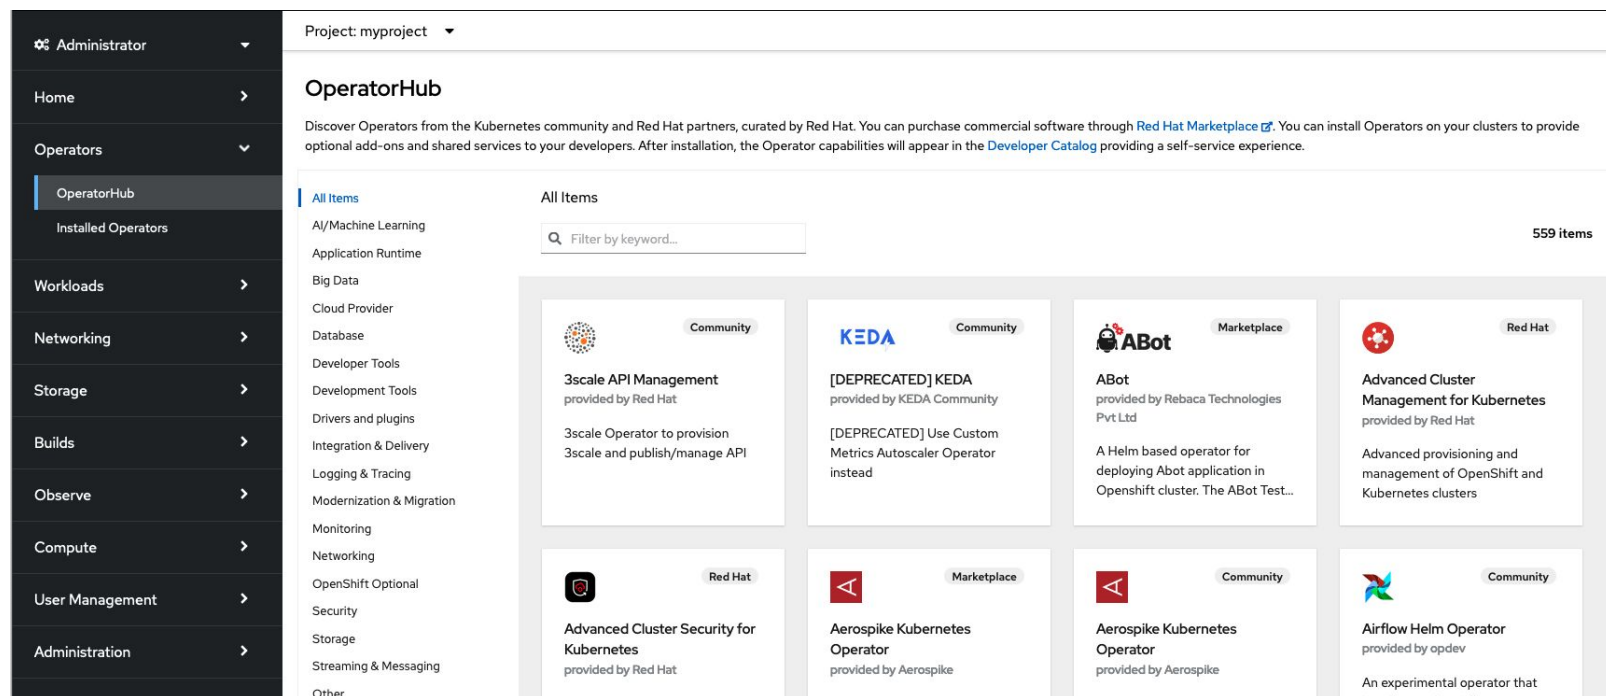 Administrator
Home
Operators
OperatorHub
Installed Operators
Workloads
Networking
Storage
Builds
Observe
Compute
User Management
Administration
Project: myproject
OperatorHub
Discover Operators from the Kubernetes community and Red Hat partners, curated by Red Hat. You can purchase commercial software through Red Hat Marketplace. You can install Operators on your clusters to provide
optional add-ons and shared services to your developers. After installation, the Operator capabilities will appear in the Developer Catalog providing a self-service experience.
All Items
AI/Machine Learning
Application Runtime
Big Data
Cloud Provider
Database
Developer Tools
Development Tools
Drivers and plugins
Integration & Delivery
Logging & Tracing
Modernization & Migration
Monitoring
Networking
OpenShift Optional
Security
Storage
Streaming & Messaging
Other
All Items
Filter by keyword...
559 items
Community
3scale API Management
provided by Red Hat
3scale Operator to provision
3scale and publish/manage API
KEDA
Community
[DEPRECATED] KEDA
provided by KEDA Community
[DEPRECATED] Use Custom
Metrics Autoscaler Operator
instead
ABot
Marketplace
ABot
provided by Rebaca Technologies
Pvt Ltd
A Helm based operator for
deploying Abot application in
Openshift cluster. The ABot Test...
Red Hat
Advanced Cluster
Management for Kubernetes
provided by Red Hat
Advanced provisioning and
management of OpenShift and
Kubernetes clusters
Red Hat
Advanced Cluster Security for
Kubernetes
provided by Red Hat
Marketplace
Aerospike Kubernetes
Operator
provided by Aerospike
Community
Aerospike Kubernetes
Operator
provided by Aerospike
Community
Airflow Helm Operator
provided by opdev
An experimental operator that